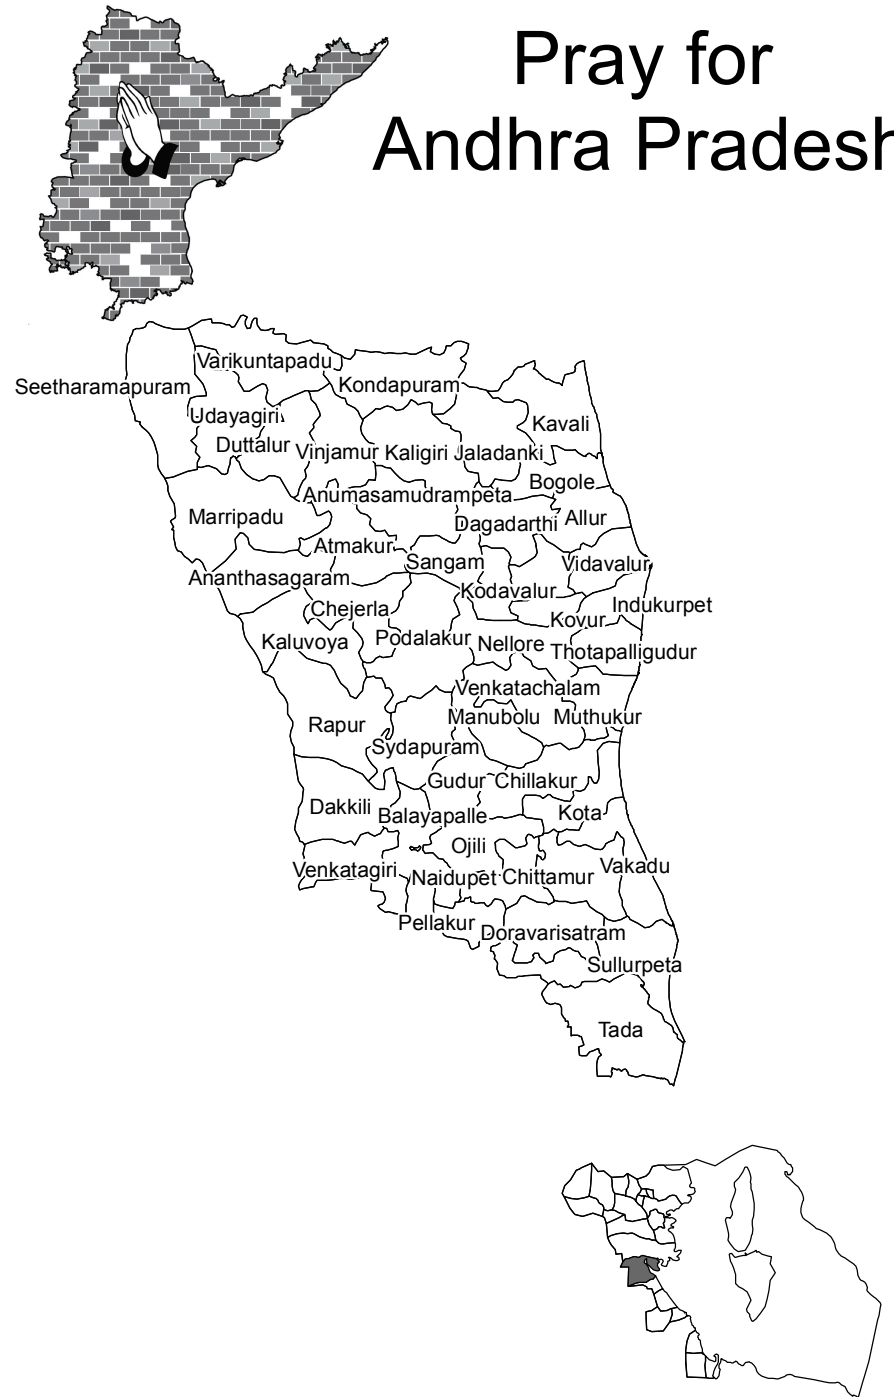 Pray for
Andhra Pradesh
Varikuntapadu
Seetharamapuram
Kondapuram
Udayagiri
Kavali
Duttalur
Vinjamur
Kaligiri
Jaladanki
Bogole
Anumasamudrampeta
Marripadu
Dagadarthi
Allur
Atmakur
Sangam
Vidavalur
Ananthasagaram
Kodavalur
Chejerla
Indukurpet
Kovur
Kaluvoya
Podalakur
Nellore
Thotapalligudur
Venkatachalam
Rapur
Manubolu
Muthukur
Sydapuram
Gudur
Chillakur
Dakkili
Balayapalle
Kota
Ojili
Venkatagiri
Naidupet
Chittamur
Vakadu
Pellakur
Doravarisatram
Sullurpeta
Tada